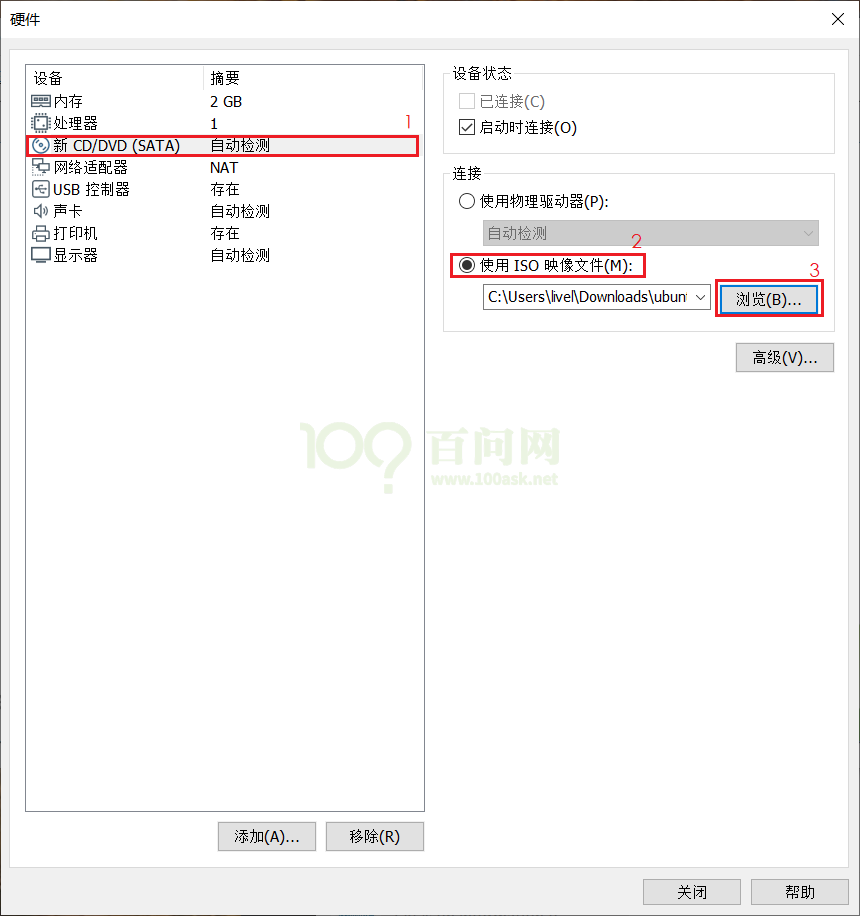 硬件
设备 摘要
内存 2 GB
处理器 1
1
新 CD/DVD (SATA) 自动检测
网络适配器 NAT
USB 控制器 存在
声卡 自动检测
打印机 存在
显示器 自动检测
添加(A)... 移除(R)
设备状态
已连接(C)
启动时连接(O)
连接
使用物理驱动器(P):
自动检测
2
使用 ISO 映像文件(M):
3
C:\Users\livel\Downloads\ubunt 浏览(B)...
高级(V)...
100? 百问网
www.100ask.net
关闭 帮助